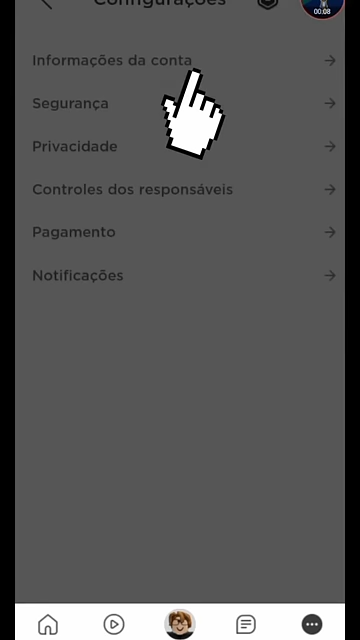 Configurações
00:08
Informações da conta
Segurança
Privacidade
Controles dos responsáveis
Pagamento
Notificações